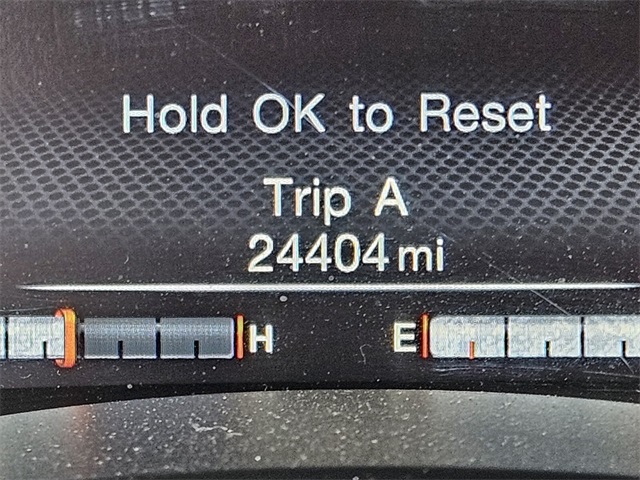 Hold OK to Reset
Trip A
24404 mi
H E